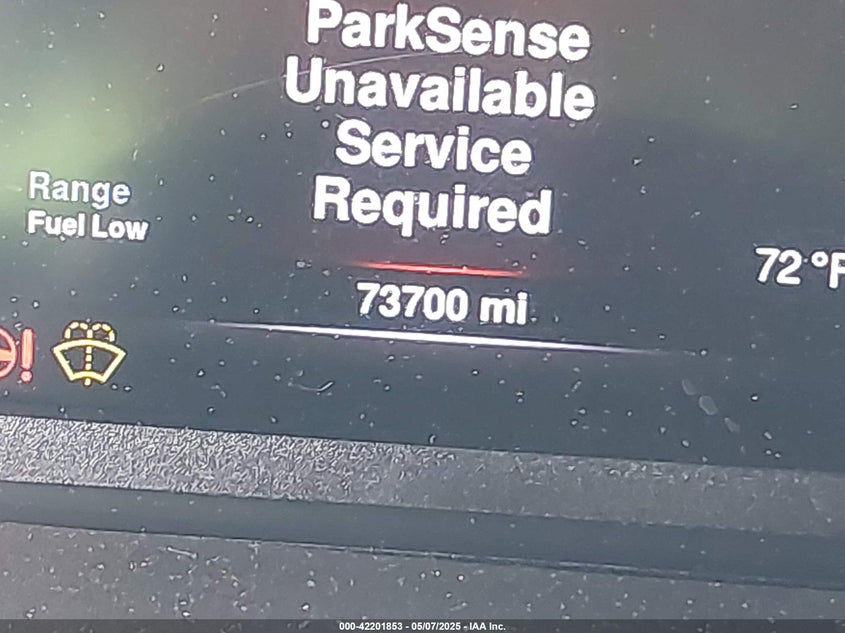 ParkSense
Unavailable
Service
Required
Range
Fuel Low
72 °F
73700 mi
000-42201853 - 05/07/2025 - IAA Inc.